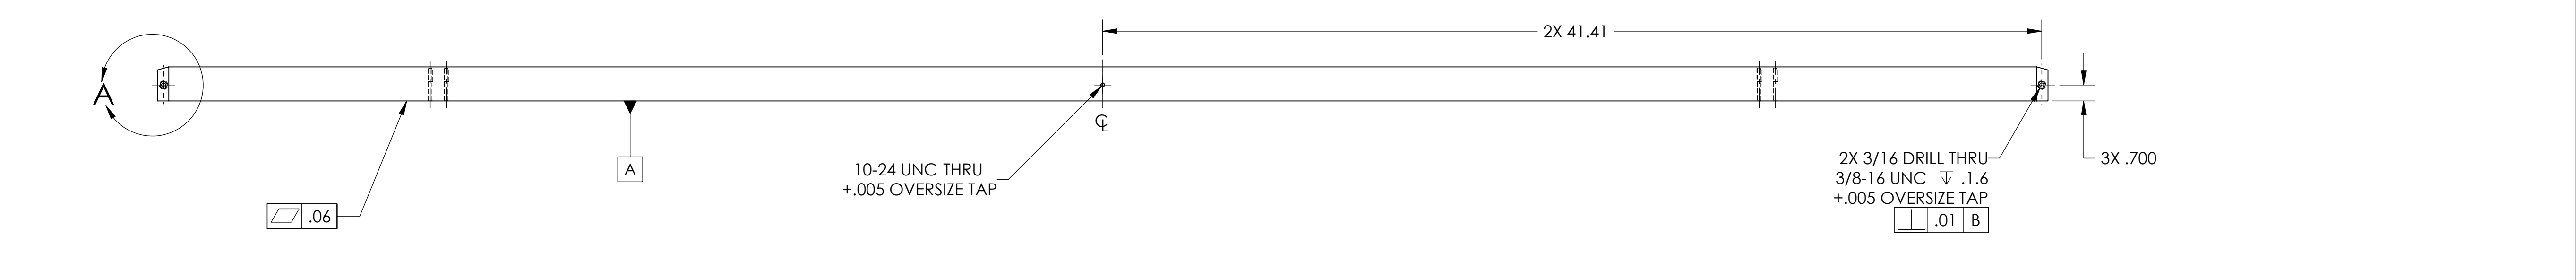 2X 41.41
A
℄
10-24 UNC THRU
+.005 OVERSIZE TAP
A
⏥ .06
2X 3/16 DRILL THRU
3/8-16 UNC ↧ .1.6
+.005 OVERSIZE TAP
⟂ .01 B
3X .700